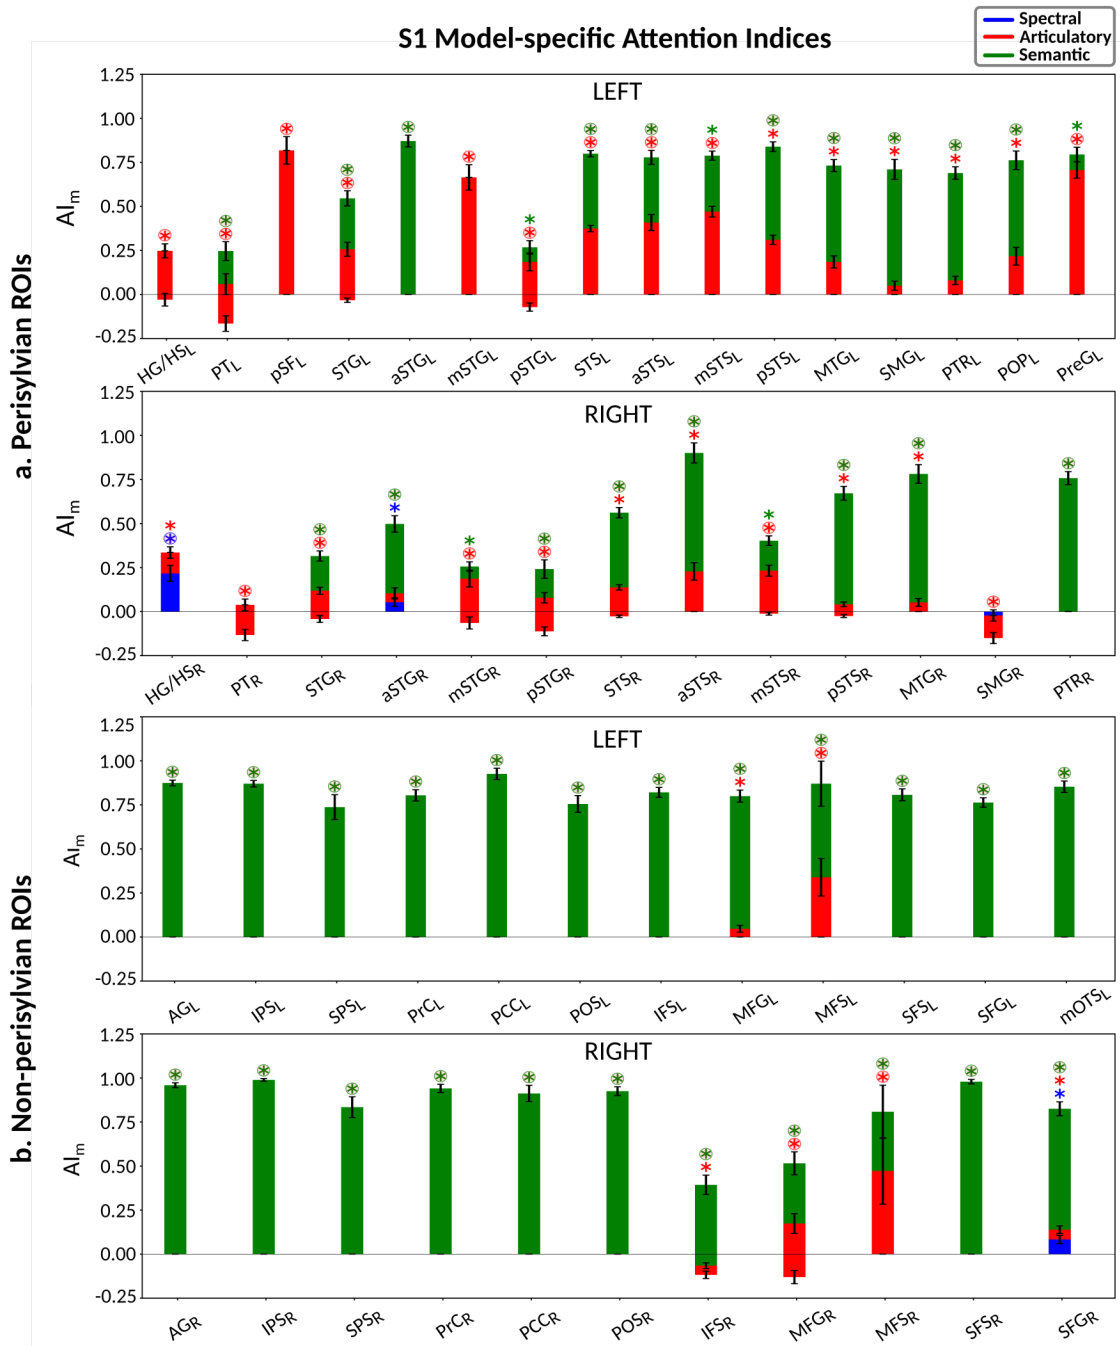 S1 Model-specific Attention Indices
Spectral
Articulatory
Semantic
a. Perisylvian ROIs
LEFT
AIm
1.25
1.00
0.75
0.50
0.25
0.00
-0.25
HG/HSL PTL pSFL STGL aSTGL mSTGL pSTGL STSL aSTSL mSTSL pSTSL MTGL SMGL PTRL POPL PreGL
RIGHT
AIm
1.25
1.00
0.75
0.50
0.25
0.00
-0.25
HG/HSR PTR STGR aSTGR mSTGR pSTGR STSR aSTSR mSTSR pSTSR MTGR SMGR PTRR
b. Non-perisylvian ROIs
LEFT
AIm
1.25
1.00
0.75
0.50
0.25
0.00
-0.25
AGL IPSL SPSL PrCL PCCL POSL IFSL MFGL MFSL SFSL SFGL mOTSL
RIGHT
AIm
1.25
1.00
0.75
0.50
0.25
0.00
-0.25
AGR IPSR SPSR PrCR PCCR POSR IFSR MFGR MFSR SFSR SFGR